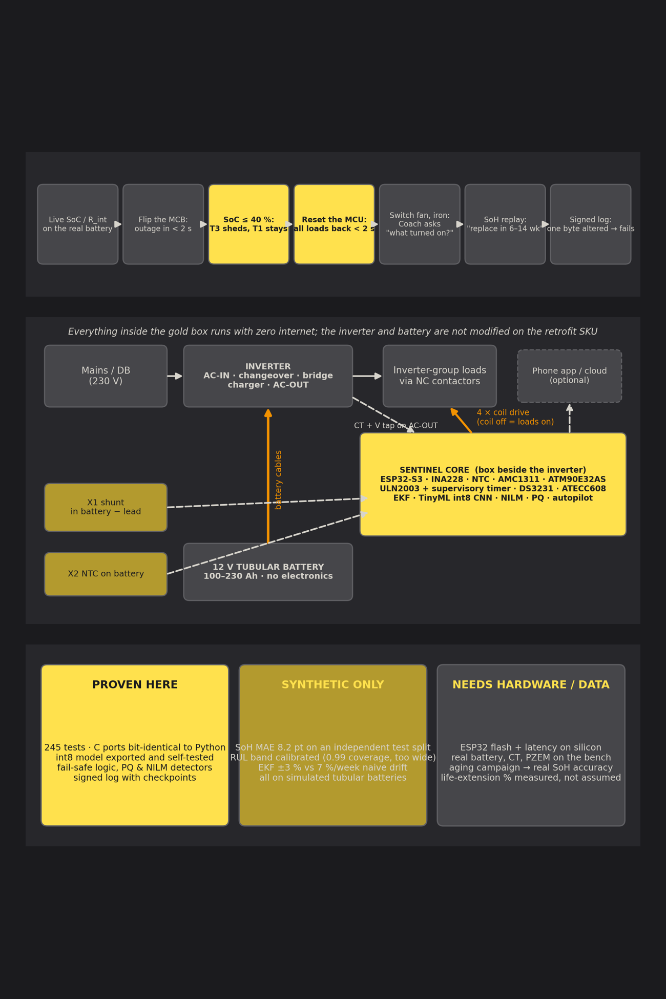 Live SoC / R_int
on the real battery
Flip the MCB:
outage in < 2 s
SoC ≤ 40 %:
T3 sheds, T1 stays
Reset the MCU:
all loads back < 2 s
Switch fan, iron:
Coach asks
"what turned on?"
SoH replay:
"replace in 6–14 wk"
Signed log:
one byte altered → fails
Everything inside the gold box runs with zero internet; the inverter and battery are not modified on the retrofit SKU
Mains / DB
(230 V)
INVERTER
AC-IN · changeover · bridge
charger · AC-OUT
Inverter-group loads
via NC contactors
Phone app / cloud
(optional)
4 × coil drive
(coil off = loads on)
CT + V tap on AC-OUT
battery cables
SENTINEL CORE (box beside the inverter)
ESP32-S3 · INA228 · NTC · AMC1311 · ATM90E32AS
ULN2003 + supervisory timer · DS3231 · ATECC608
EKF · TinyML int8 CNN · NILM · PQ · autopilot
X1 shunt
in battery − lead
X2 NTC on battery
12 V TUBULAR BATTERY
100–230 Ah · no electronics
PROVEN HERE
245 tests · C ports bit-identical to Python
int8 model exported and self-tested
fail-safe logic, PQ & NILM detectors
signed log with checkpoints
SYNTHETIC ONLY
SoH MAE 8.2 pt on an independent test split
RUL band calibrated (0.99 coverage, too wide)
EKF ±3 % vs 7 %/week naive drift
all on simulated tubular batteries
NEEDS HARDWARE / DATA
ESP32 flash + latency on silicon
real battery, CT, PZEM on the bench
aging campaign → real SoH accuracy
life-extension % measured, not assumed